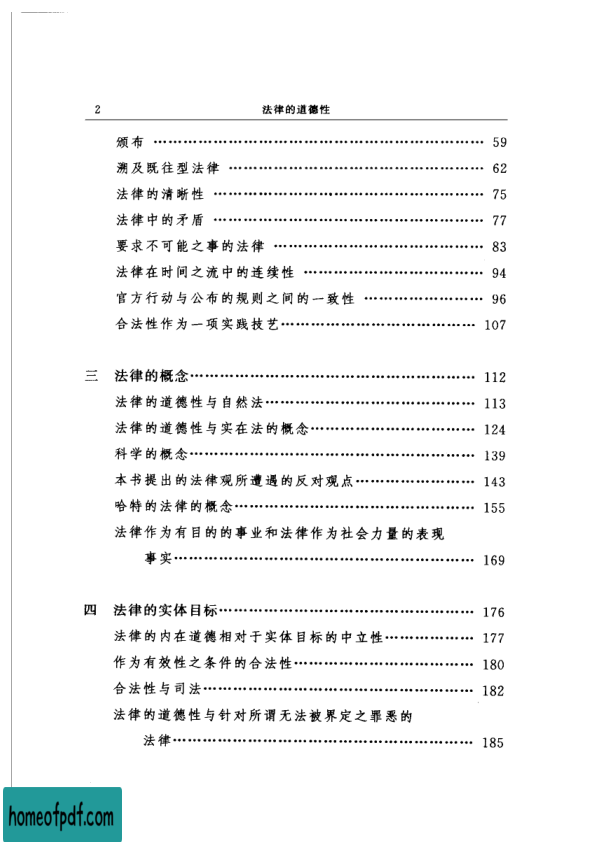 2 法律的道德性
颁布 …………………………………………………………… 59
溯及既往型法律 ……………………………………………… 62
法律的清晰性 ………………………………………………… 75
法律中的矛盾 ………………………………………………… 77
要求不可能之事的法律 ……………………………………… 83
法律在时间之流中的连续性 ………………………………… 94
官方行动与公布的规则之间的一致性 ……………………… 96
合法性作为一项实践技艺…………………………………… 107
三 法律的概念……………………………………………… 112
法律的道德性与自然法……………………………………… 113
法律的道德性与实在法的概念……………………………… 124
科学的概念…………………………………………………… 139
本书提出的法律观所遭遇的反对观点……………………… 143
哈特的法律的概念…………………………………………… 155
法律作为有目的的事业和法律作为社会力量的表现
事实………………………………………………………… 169
四 法律的实体目标………………………………………… 176
法律的内在道德相对于实体目标的中立性………………… 177
作为有效性之条件的合法性………………………………… 180
合法性与司法………………………………………………… 182
法律的道德性与针对所谓无法被界定之罪恶的
法律………………………………………………………… 185
homeofpdf.com